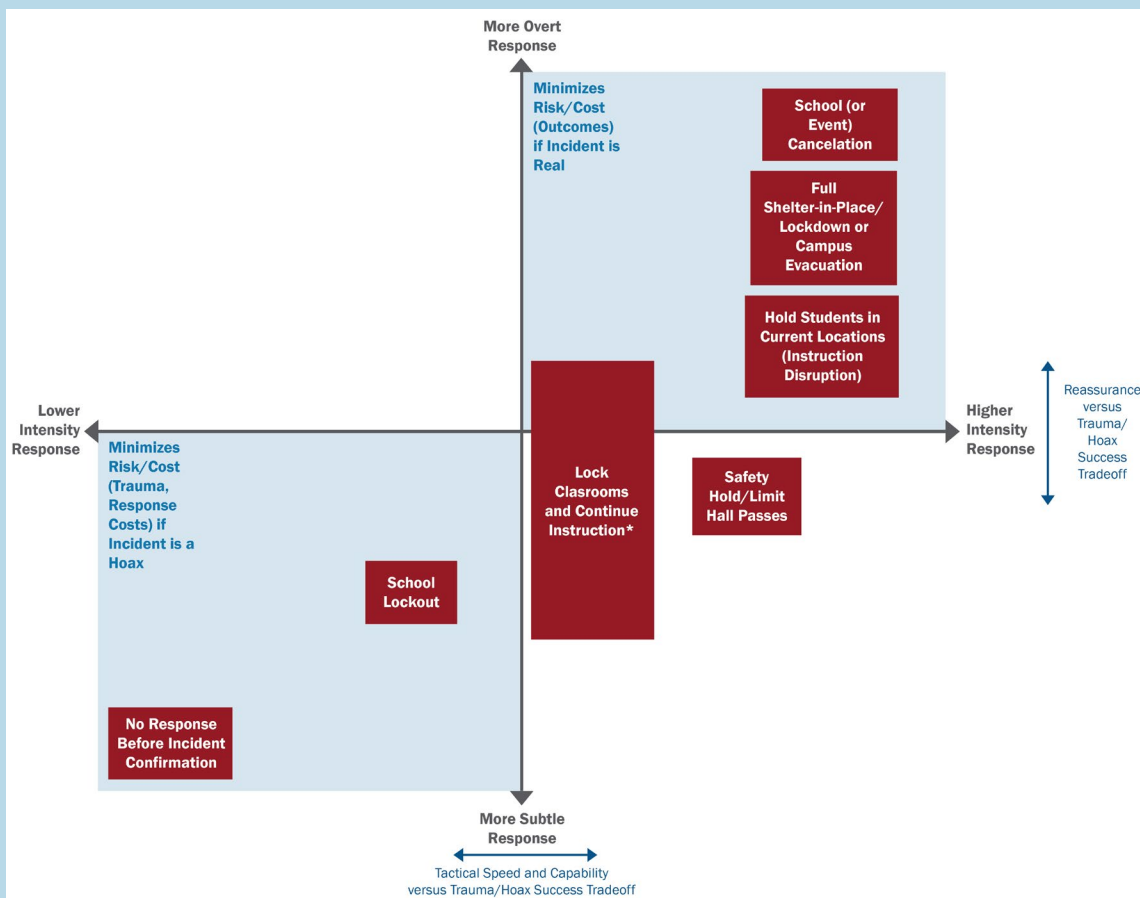 More Overt
Response
Minimizes
Risk/Cost
(Outcomes)
if Incident is
Real
School (or
Event)
Cancelation
Full
Shelter-in-Place/
Lockdown or
Campus
Evacuation
Hold Students in
Current Locations
(Instruction
Disruption)
Lower
Intensity
Response
Higher
Intensity
Response
Reassurance
versus
Trauma/
Hoax
Success
Tradeoff
Minimizes
Risk/Cost
(Trauma,
Response
Costs) if
Incident is a
Hoax
Lock
Clasrooms
and Continue
Instruction*
Safety
Hold/Limit
Hall Passes
School
Lockout
No Response
Before Incident
Confirmation
More Subtle
Response
Tactical Speed and Capability
versus Trauma/Hoax Success Tradeoff